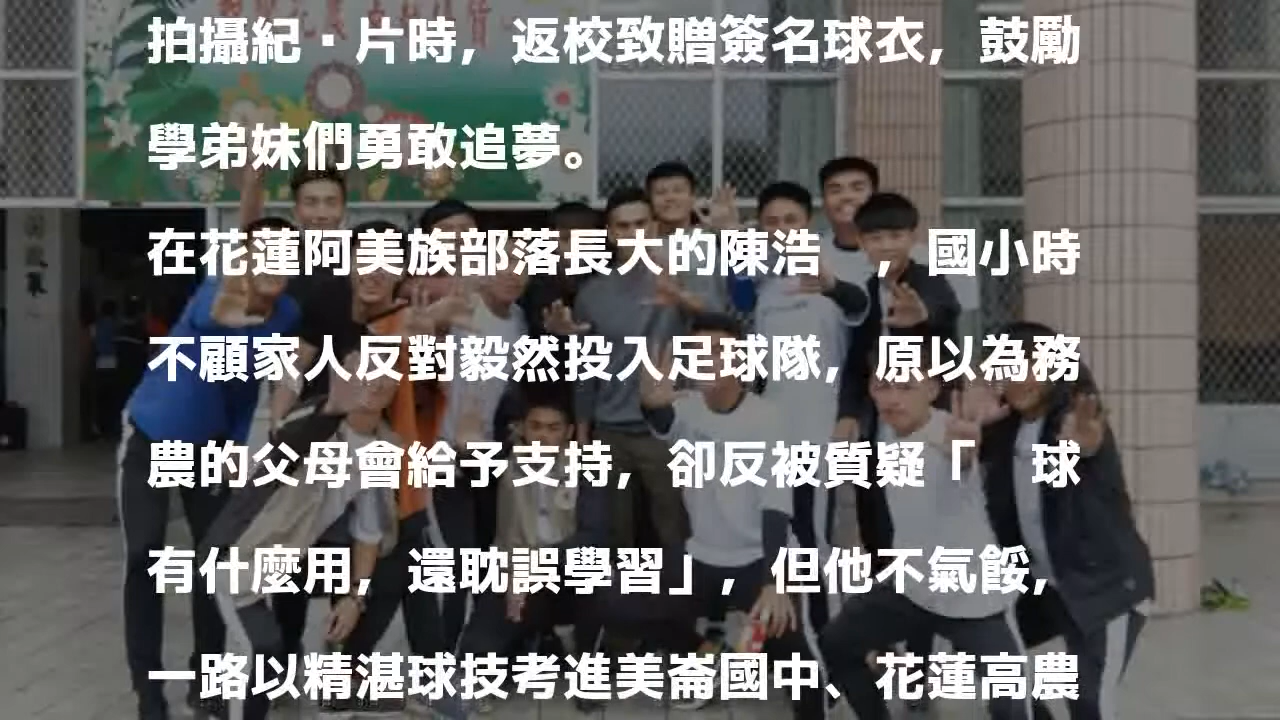 拍攝紀·片時，返校致贈簽名球衣，鼓勵
學弟妹們勇敢追夢。
在花蓮阿美族部落長大的陳浩　，國小時
不顧家人反對毅然投入足球隊，原以為務
農的父母會給予支持，卻反被質疑「　球
有什麼用，還耽誤學習」，但他不氣餒，
一路以精湛球技考進美崙國中、花蓮高農